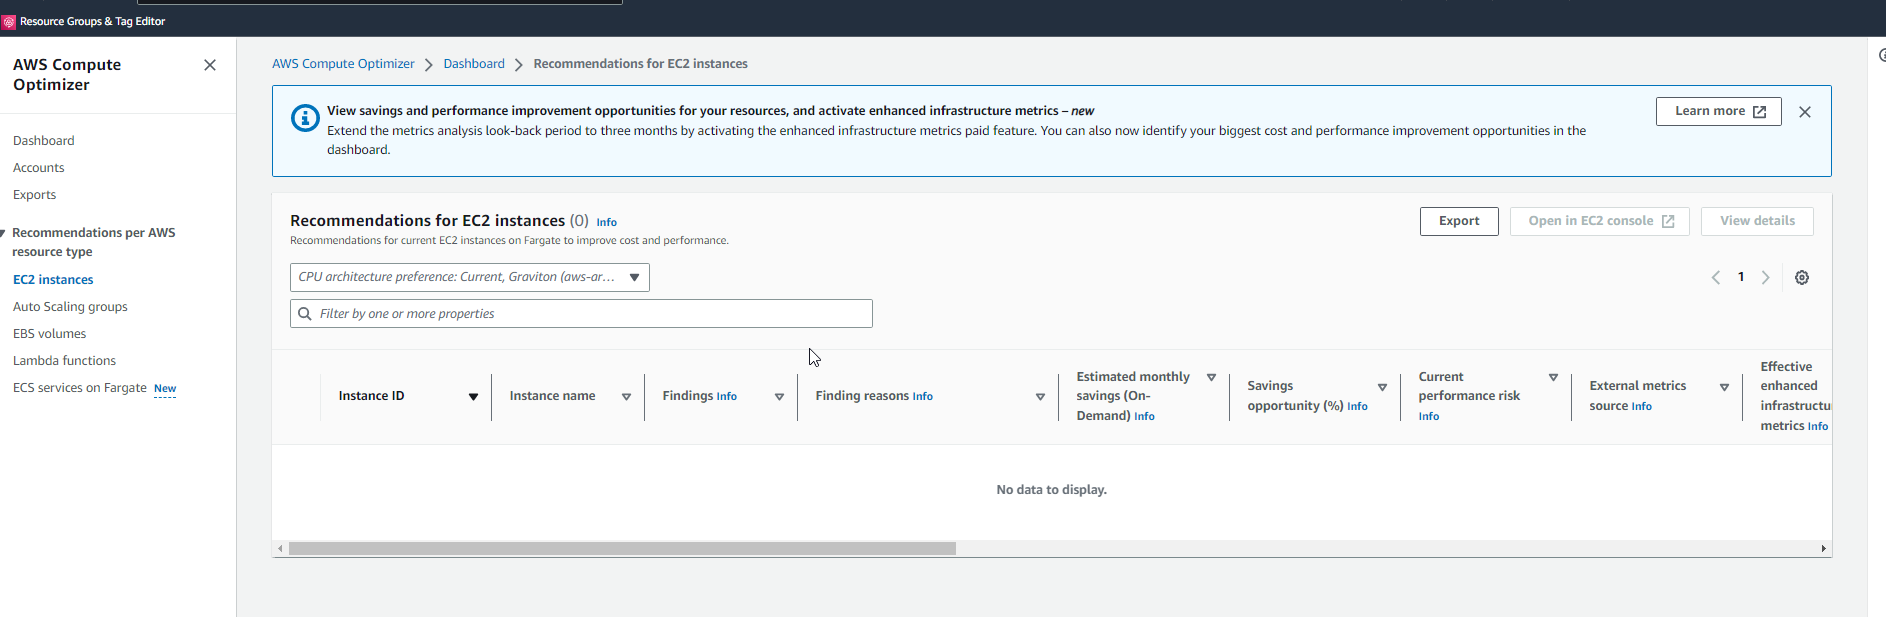 Resource Groups & Tag Editor
AWS Compute
Optimizer
Dashboard
Accounts
Exports
Recommendations per AWS
resource type
EC2 instances
Auto Scaling groups
EBS volumes
Lambda functions
ECS services on Fargate New
AWS Compute Optimizer > Dashboard > Recommendations for EC2 instances
View savings and performance improvement opportunities for your resources, and activate enhanced infrastructure metrics – new
Extend the metrics analysis look-back period to three months by activating the enhanced infrastructure metrics paid feature. You can also now identify your biggest cost and performance improvement opportunities in the
dashboard.
Learn more
Recommendations for EC2 instances (0) Info
Recommendations for current EC2 instances on Fargate to improve cost and performance.
Export
Open in EC2 console
View details
CPU architecture preference: Current, Graviton (aws-ar...
1
Filter by one or more properties
Instance ID
Instance name
Findings Info
Finding reasons Info
Estimated monthly
savings (On-
Demand) Info
Savings
opportunity (%) Info
Current
performance risk
Info
External metrics
source Info
Effective
enhanced
infrastructu
metrics Info
No data to display.